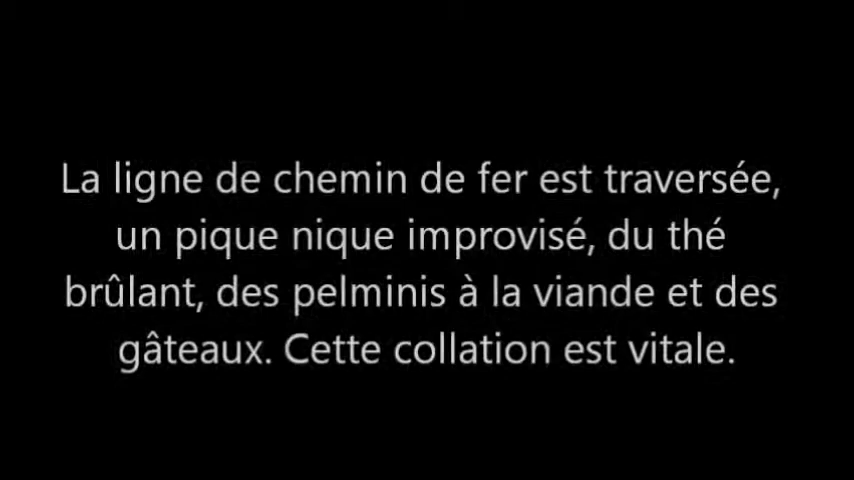 La ligne de chemin de fer est traversée,
un pique nique improvisé, du thé
brûlant, des pelminis à la viande et des
gâteaux. Cette collation est vitale.